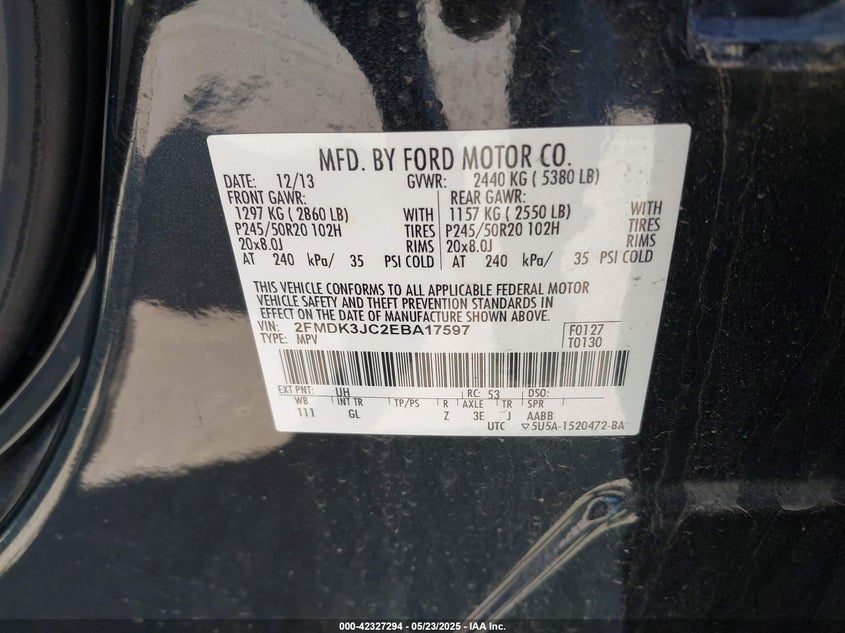 MFD. BY FORD MOTOR CO.
DATE: 12/13 GVWR: 2440 KG ( 5380 LB)
FRONT GAWR: REAR GAWR:
1297 KG ( 2860 LB) WITH 1157 KG ( 2550 LB) WITH
P245/50R20 102H TIRES P245/50R20 102H TIRES
20x8.0J RIMS 20x8.0J RIMS
AT 240 kPa/ 35 PSI COLD AT 240 kPa/ 35 PSI COLD
THIS VEHICLE CONFORMS TO ALL APPLICABLE FEDERAL MOTOR
VEHICLE SAFETY AND THEFT PREVENTION STANDARDS IN
EFFECT ON THE DATE OF MANUFACTURE SHOWN ABOVE.
VIN: 2FMDK3JC2EBA17597 F0127
TYPE: MPV T0130
EXT PNT: UH RC: 53 DSO:
WB INT TR TP/PS R AXLE TR SPR
111 GL Z 3E J AABB
UTC ▽5U5A-1520472-BA
000-42327294 - 05/23/2025 - IAA Inc.